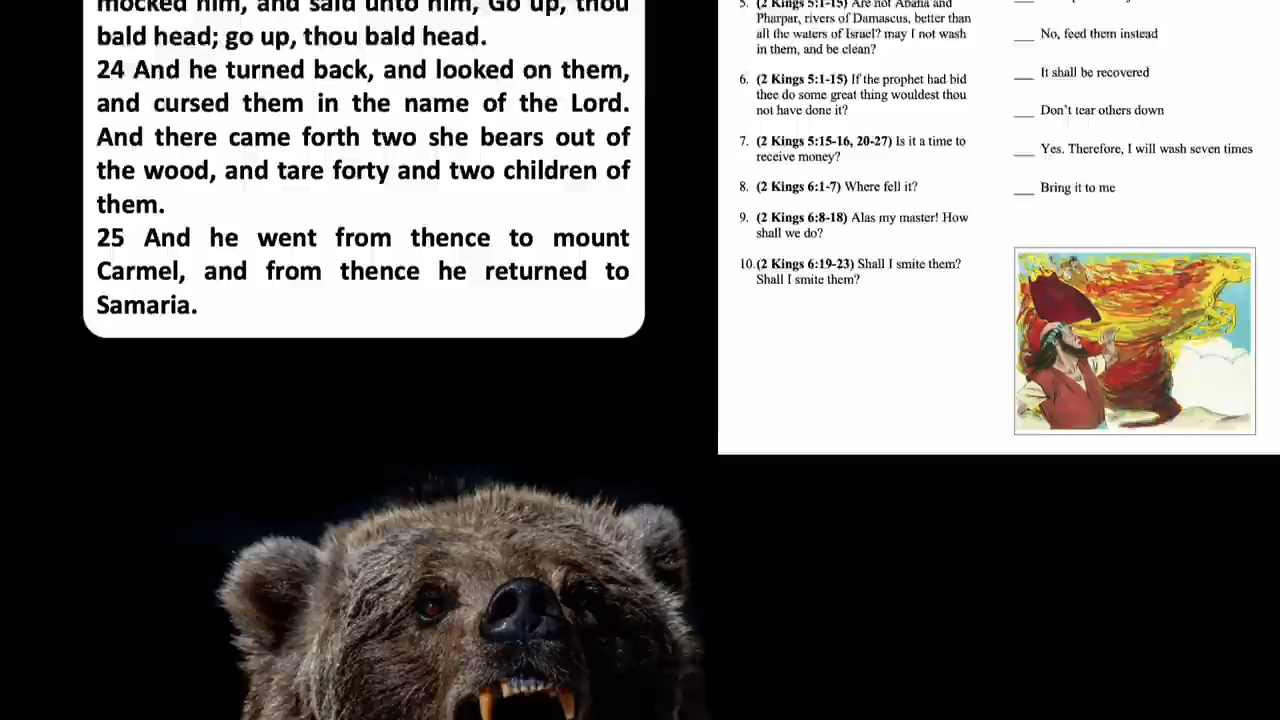 mocked him, and said unto him, Go up, thou
bald head; go up, thou bald head.
24 And he turned back, and looked on them,
and cursed them in the name of the Lord.
And there came forth two she bears out of
the wood, and tare forty and two children of
them.
25 And he went from thence to mount
Carmel, and from thence he returned to
Samaria.
5. (2 Kings 5:1-15) Are not Abana and
Pharpar, rivers of Damascus, better than
all the waters of Israel? may I not wash
in them, and be clean?
6. (2 Kings 5:1-15) If the prophet had bid
thee do some great thing wouldest thou
not have done it?
7. (2 Kings 5:15-16, 20-27) Is it a time to
receive money?
8. (2 Kings 6:1-7) Where fell it?
9. (2 Kings 6:8-18) Alas my master! How
shall we do?
10.(2 Kings 6:19-23) Shall I smite them?
Shall I smite them?
___ No, feed them instead
___ It shall be recovered
___ Don't tear others down
___ Yes. Therefore, I will wash seven times
___ Bring it to me